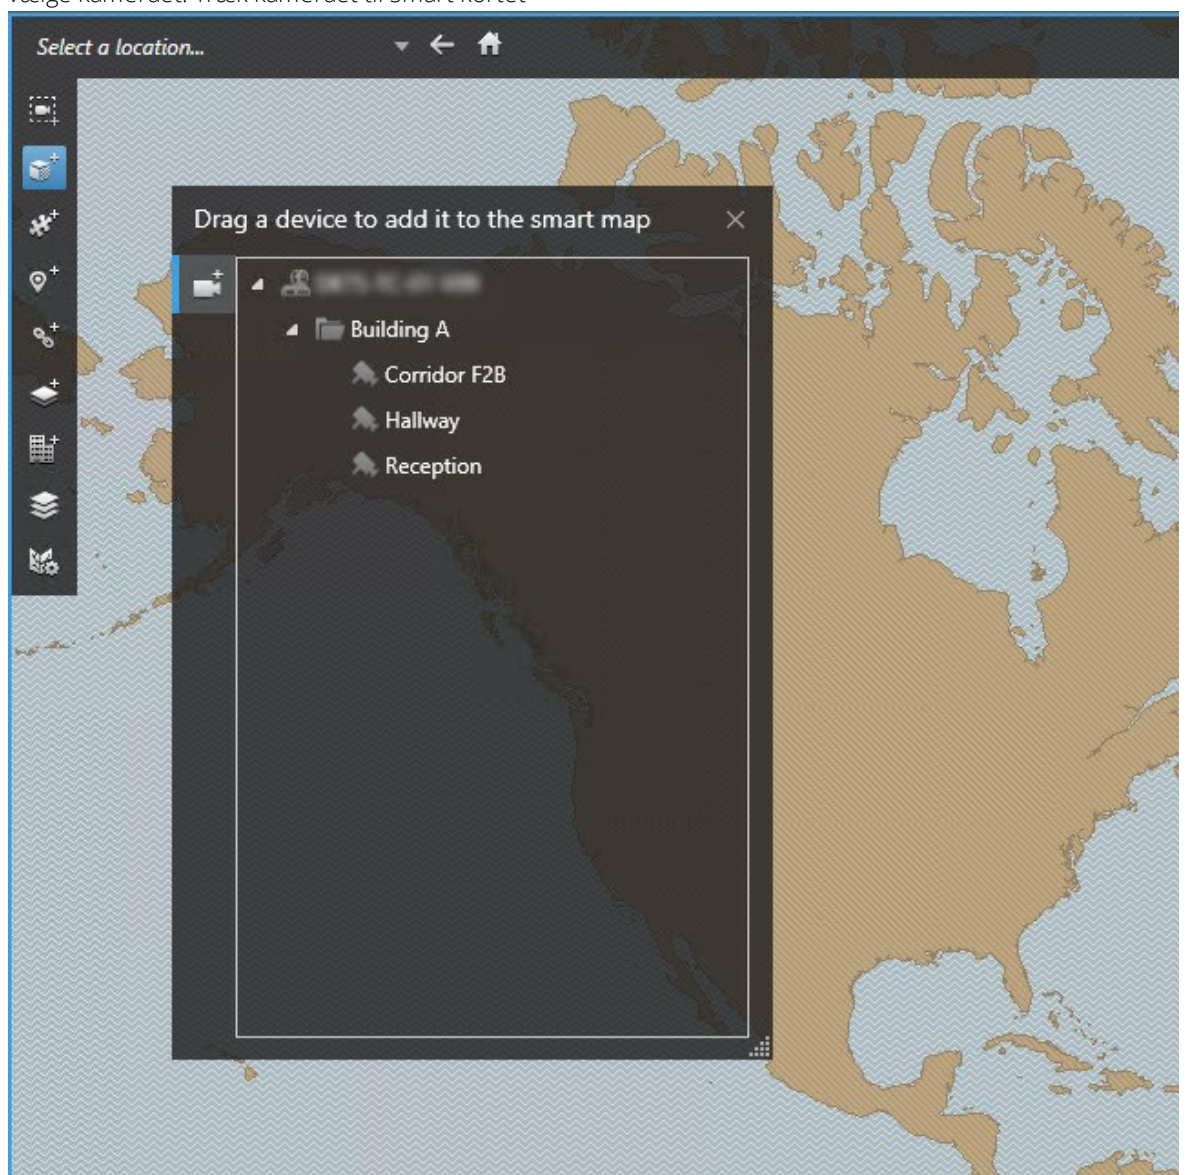 vælge kameraet. Træk kameraet til Smart kortet
Select a location...
Drag a device to add it to the smart map
Building A
Corridor F2B
Hallway
Reception